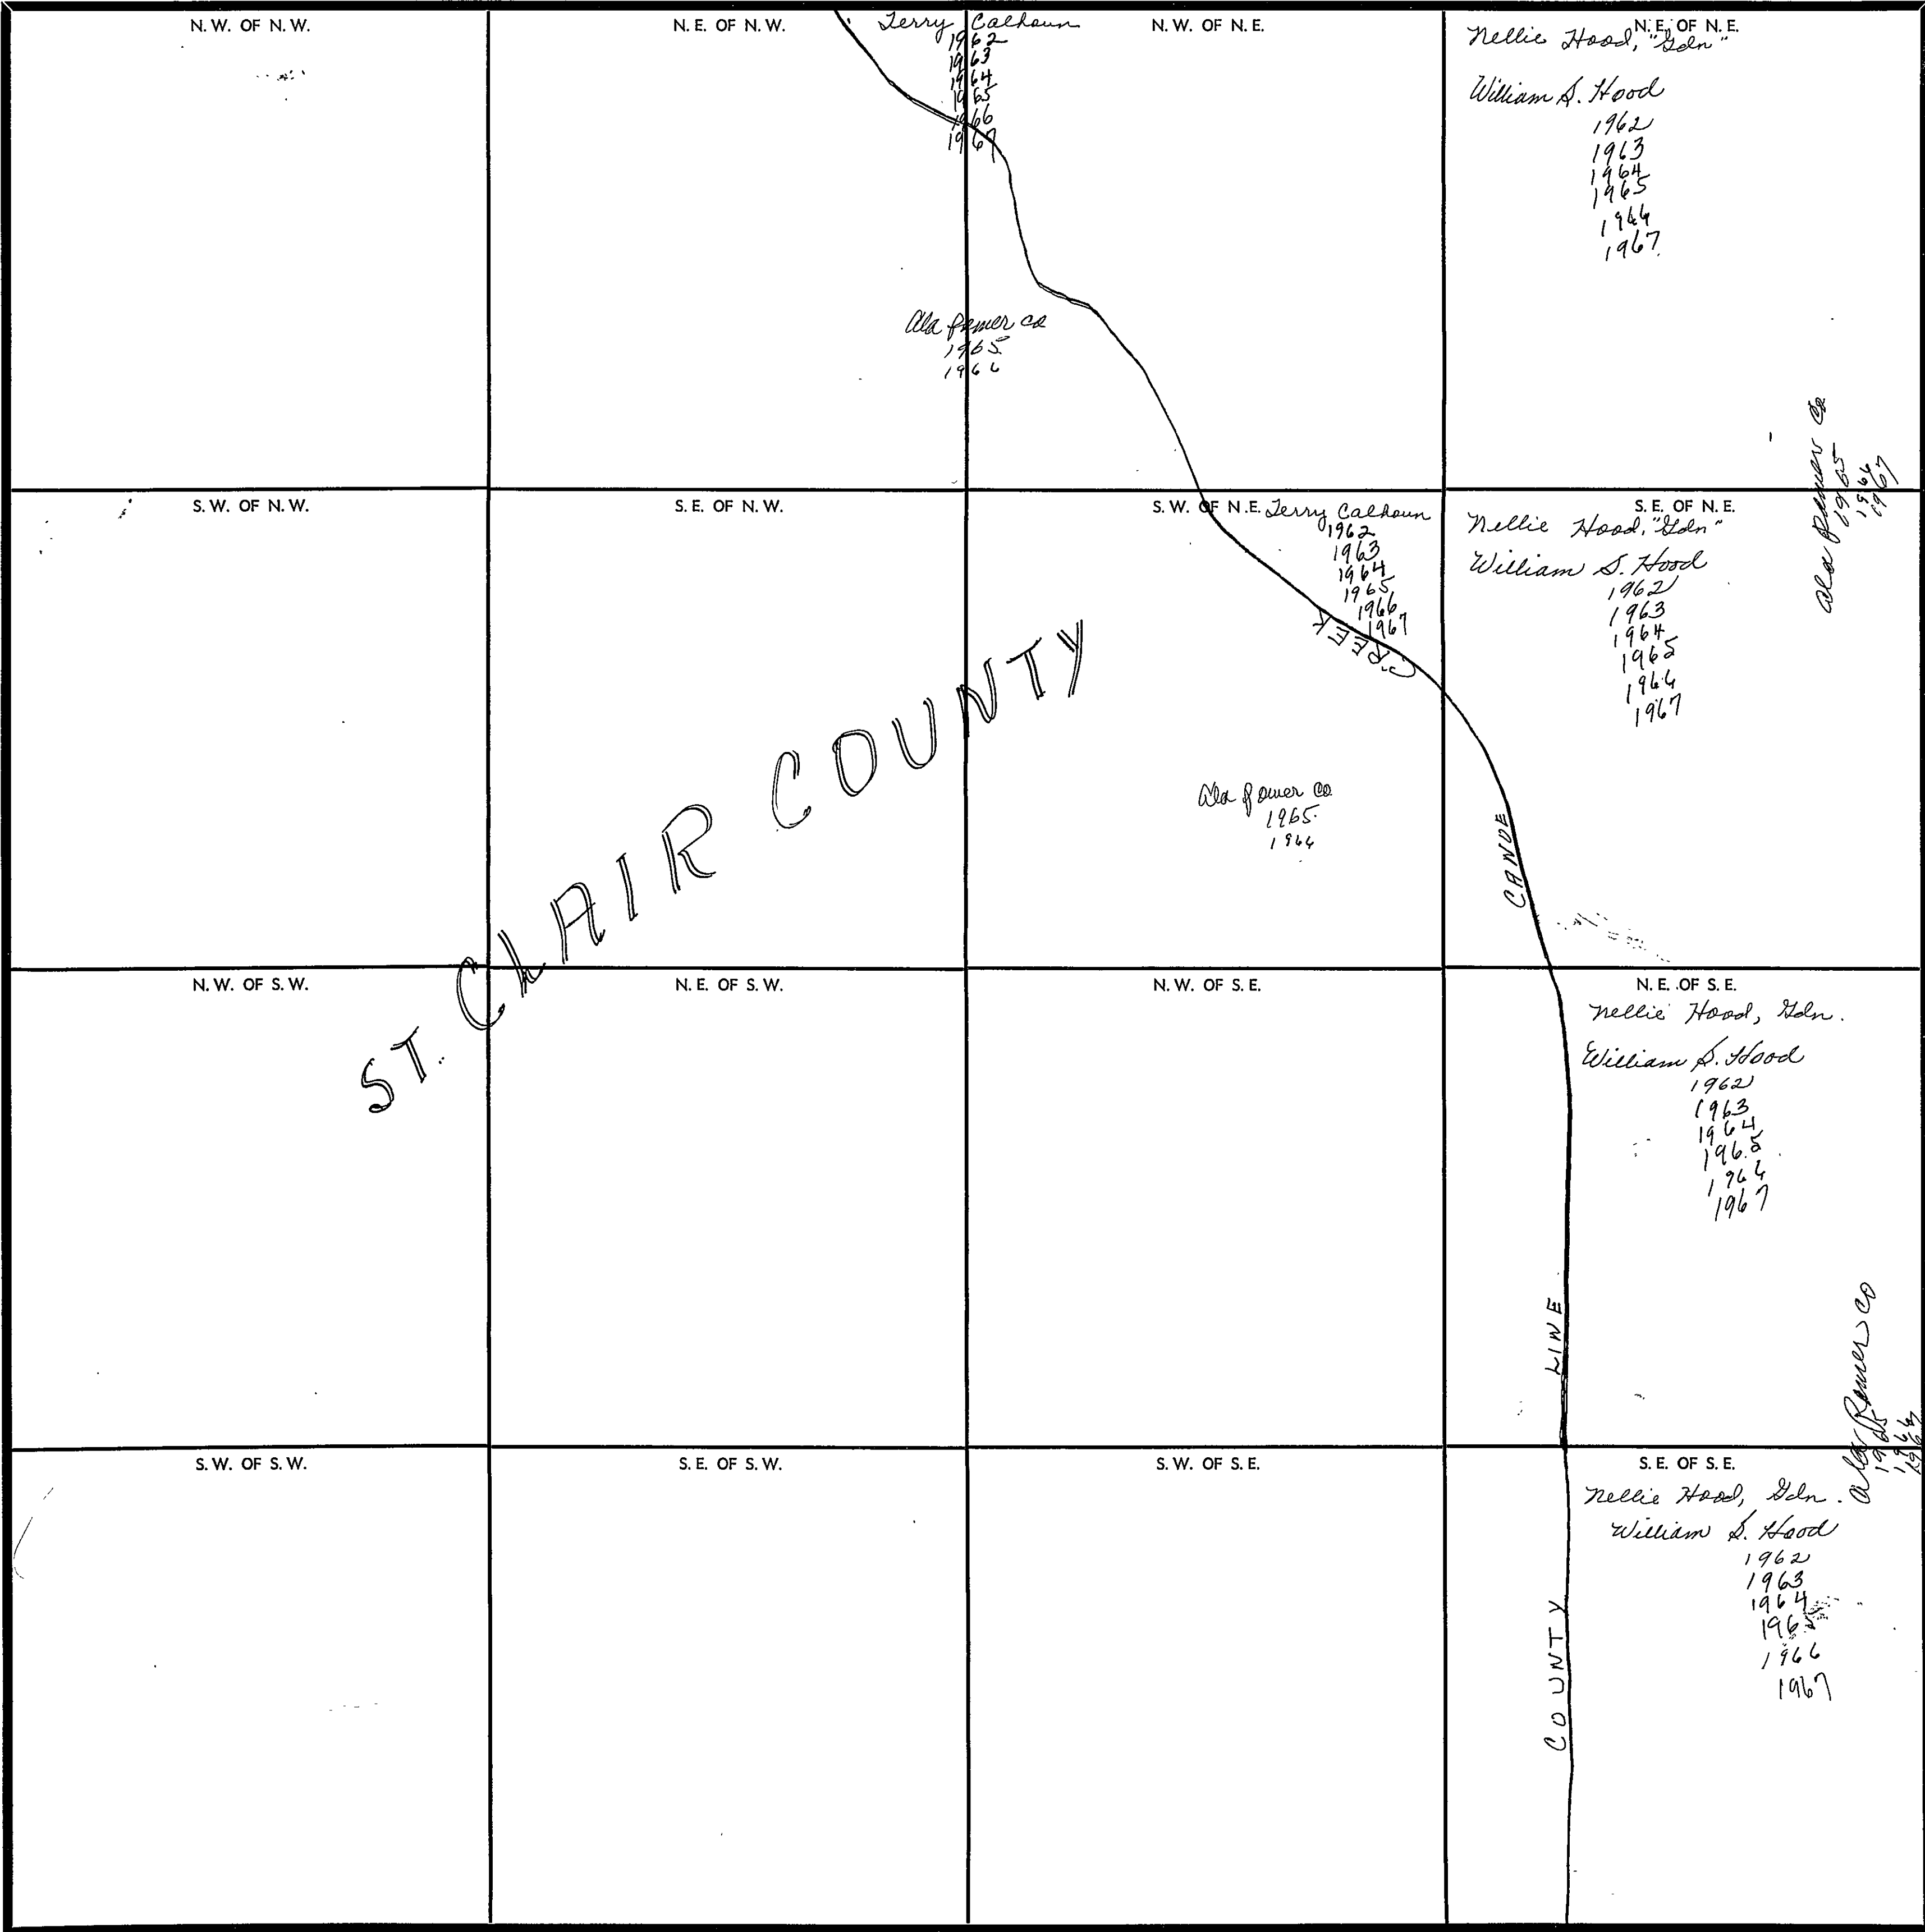 N. W. OF N. W.
N. E. OF N. W.
Terry Calhoun
1962
1963
1964
1965
1966
1967
Ala Power Co
1965
1966
N. W. OF N. E.
N. E. OF N. E.
Nellie Hood, "Gdn"
William S. Hood
1962
1963
1964
1965
1966
1967
Ala Power Co
1965
1966
1967
S. W. OF N. W.
S. E. OF N. W.
S. W. OF N. E.
Terry Calhoun
1962
1963
1964
1965
1966
1967
CREEK
Ala Power Co
1965
1966
S. E. OF N. E.
Nellie Hood, "Gdn"
William S. Hood
1962
1963
1964
1965
1966
1967
CANOE
ST. CLAIR COUNTY
N. W. OF S. W.
N. E. OF S. W.
N. W. OF S. E.
N. E. OF S. E.
Nellie Hood, Gdn.
William S. Hood
1962
1963
1964
1965
1966
1967
LINE
Ala Power Co
1965
1966
1967
S. W. OF S. W.
S. E. OF S. W.
S. W. OF S. E.
S. E. OF S. E.
Nellie Hood, Gdn.
William S. Hood
1962
1963
1964
1965
1966
1967
COUNTY